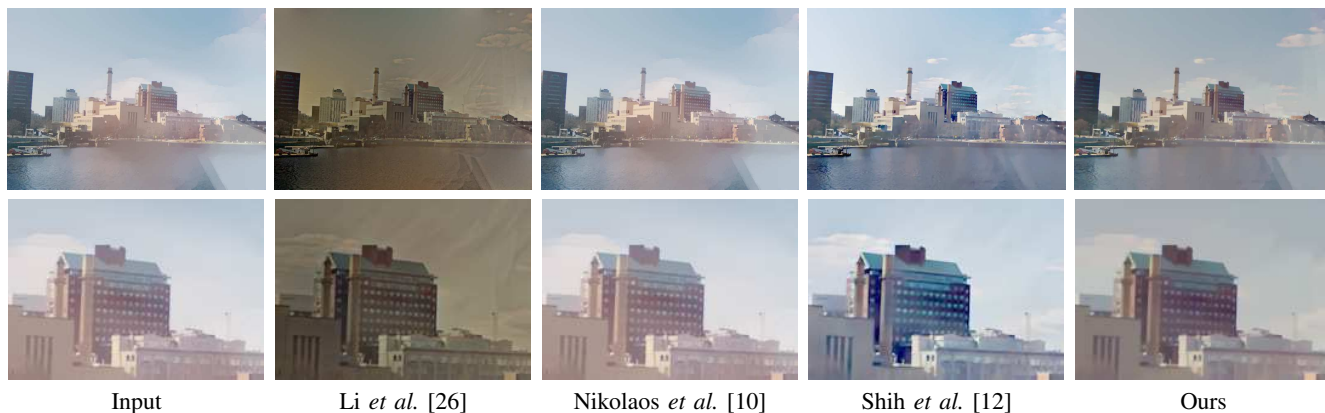 Input Li et al. [26] Nikolaos et al. [10] Shih et al. [12] Ours